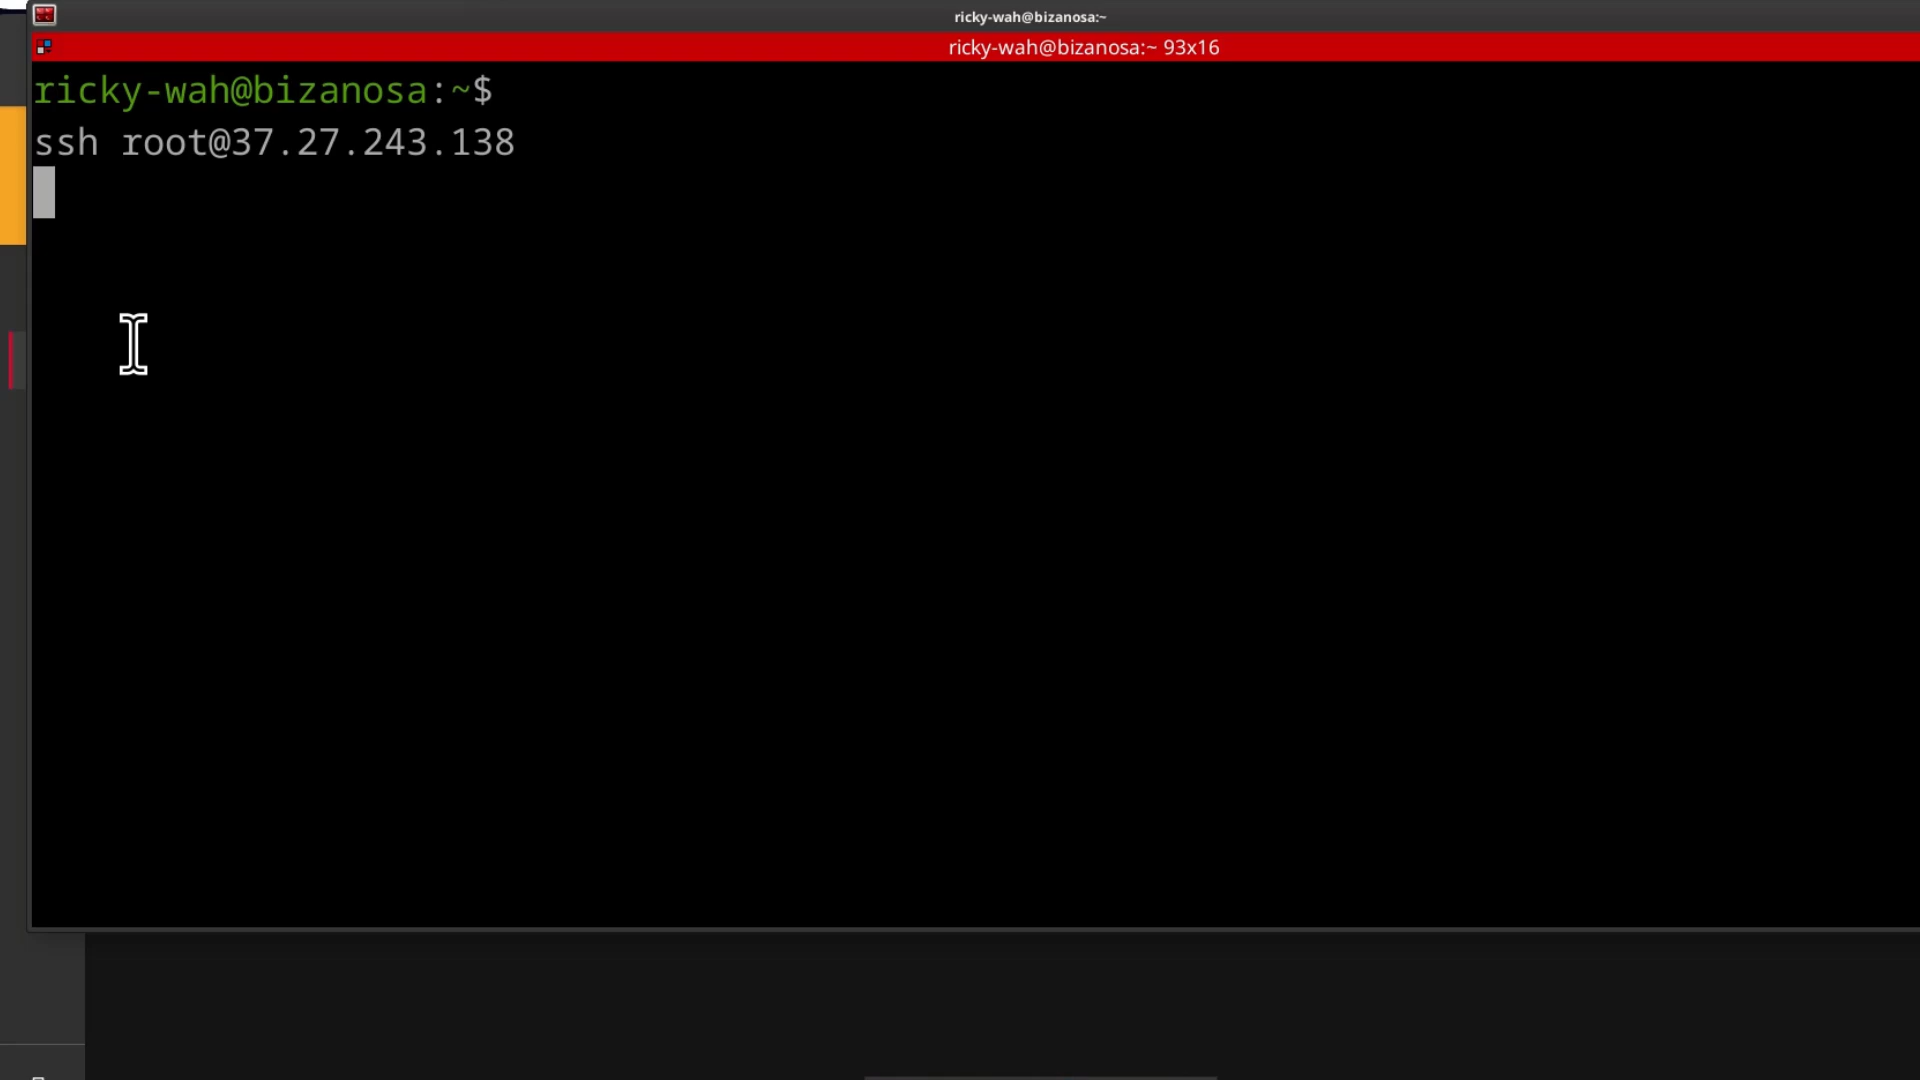 ricky-wah@bizanosa:~
ricky-wah@bizanosa:~ 93x16
ricky-wah@bizanosa:~$
ssh root@37.27.243.138